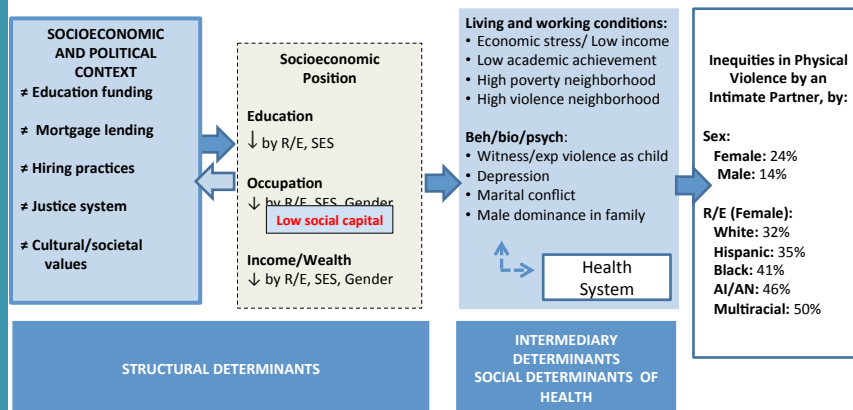 SOCIOECONOMIC
AND POLITICAL
CONTEXT
≠ Education funding
≠ Mortgage lending
≠ Hiring practices
≠ Justice system
≠ Cultural/societal
values
Socioeconomic
Position
Education
↓ by R/E, SES
Occupation
↓ by R/E, SES, Gender
Low social capital
Income/Wealth
↓ by R/E, SES, Gender
Living and working conditions:
• Economic stress/ Low income
• Low academic achievement
• High poverty neighborhood
• High violence neighborhood
Beh/bio/psych:
• Witness/exp violence as child
• Depression
• Marital conflict
• Male dominance in family
Health
System
Inequities in Physical
Violence by an
Intimate Partner, by:
Sex:
Female: 24%
Male: 14%
R/E (Female):
White: 32%
Hispanic: 35%
Black: 41%
AI/AN: 46%
Multiracial: 50%
STRUCTURAL DETERMINANTS
INTERMEDIARY
DETERMINANTS
SOCIAL DETERMINANTS OF
HEALTH